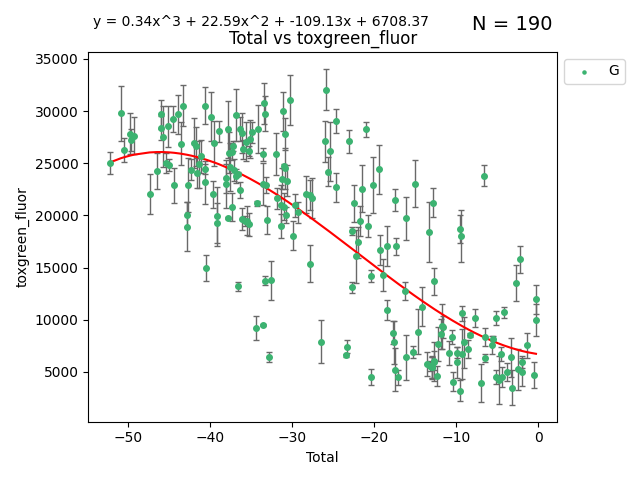 y = 0.34x^3 + 22.59x^2 + -109.13x + 6708.37
N = 190
Total vs toxgreen_fluor
G
35000
30000
25000
20000
15000
10000
5000
toxgreen_fluor
−50
−40
−30
−20
−10
0
Total